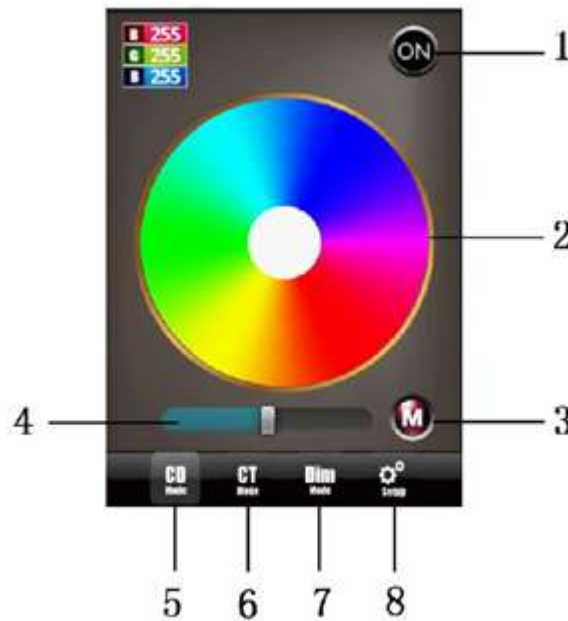 R 255
G 255
B 255
ON
1
2
M
3
4
CD CT Dim
Mode Mode Mode Setup
5 6 7 8